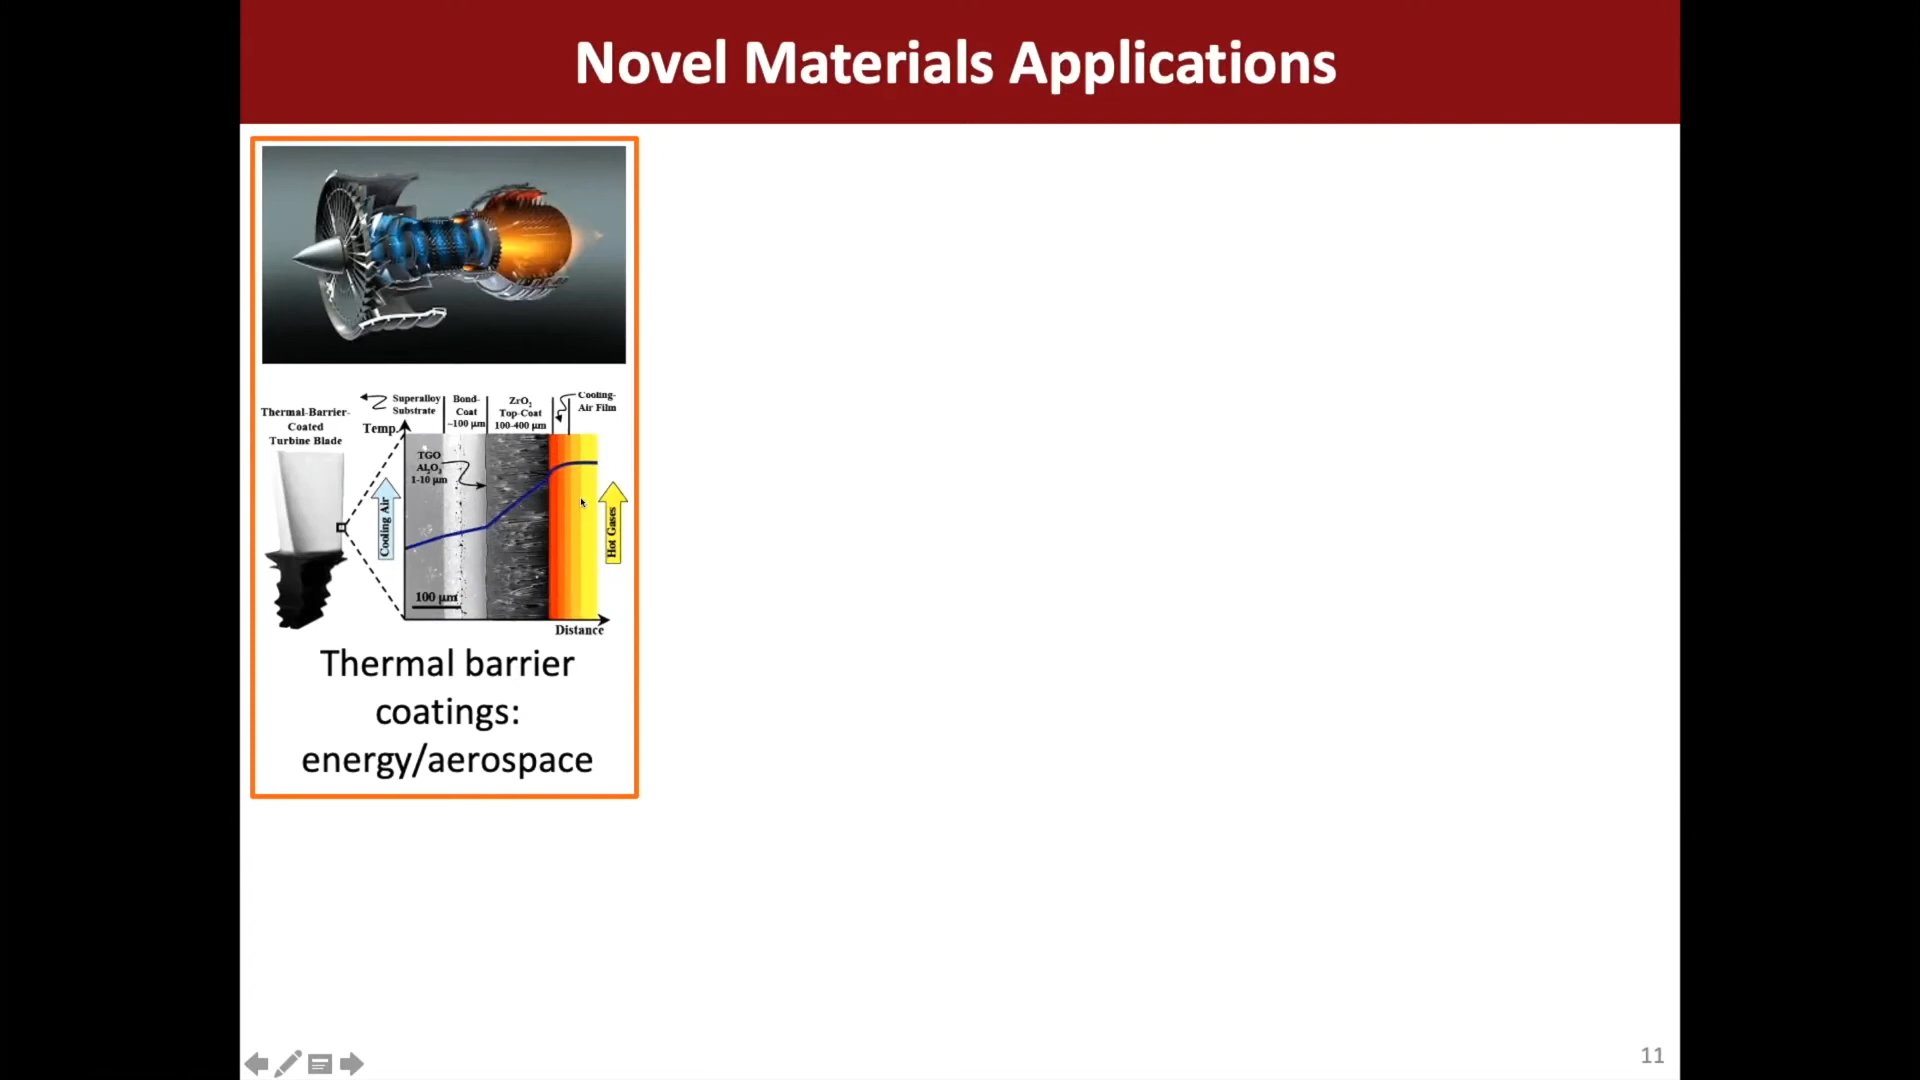 Novel Materials Applications
Thermal-Barrier-
Coated
Turbine Blade
Superalloy
Substrate
Bond-
Coat
~100 µm
ZrO2
Top-Coat
100-400 µm
Cooling-
Air Film
Temp.
TGO
Al2O3
1-10 µm
Cooling Air
Hot Gases
100 µm
Distance
Thermal barrier
coatings:
energy/aerospace
11